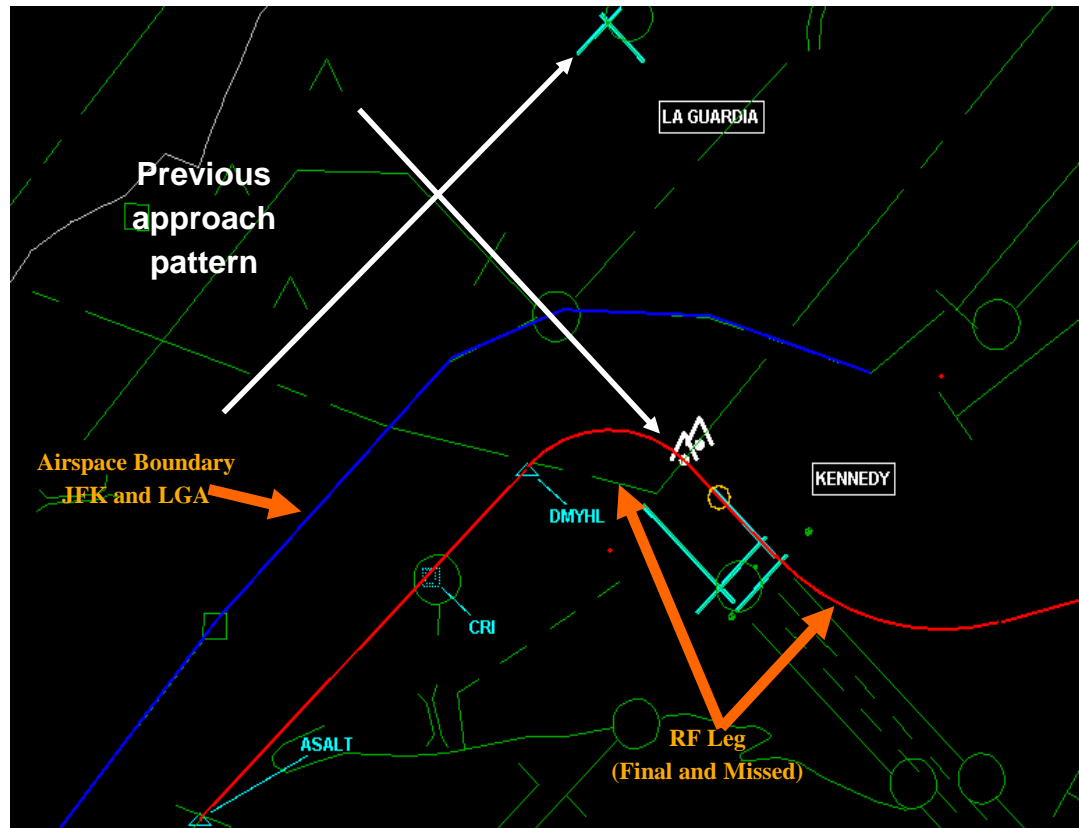 LA GUARDIA
Previous
approach
pattern
Airspace Boundary
JFK and LGA
KENNEDY
DMYHL
CRI
ASALT
RF Leg
(Final and Missed)